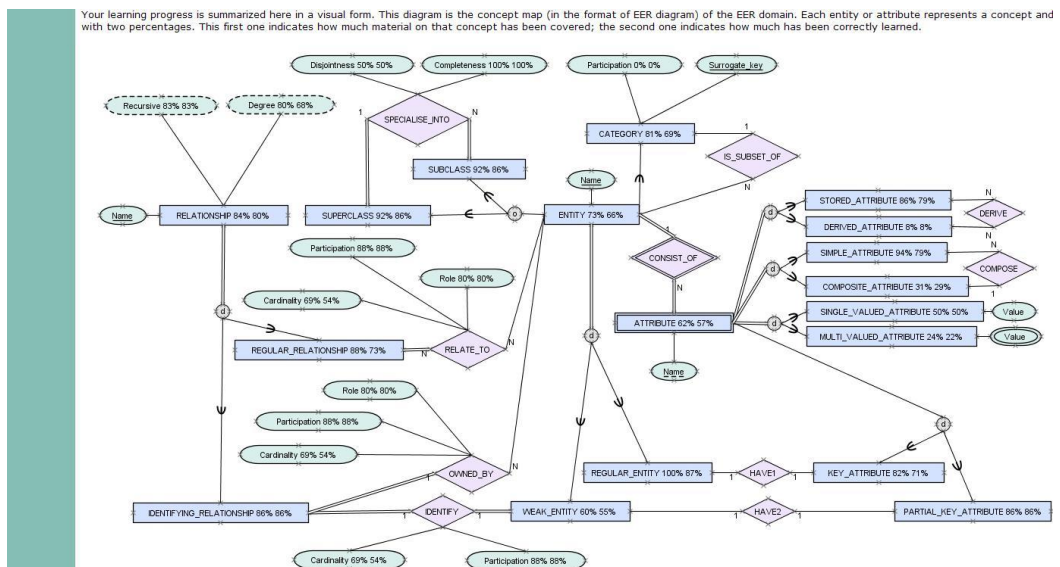 Your learning progress is summarized here in a visual form. This diagram is the concept map (in the format of EER diagram) of the EER domain. Each entity or attribute represents a concept and
with two percentages. This first one indicates how much material on that concept has been covered; the second one indicates how much has been correctly learned.
Disjointness 50% 50%
Completeness 100% 100%
Participation 0% 0%
Surrogate_key
Recursive 83% 83%
Degree 80% 68%
1
SPECIALISE_INTO
N
CATEGORY 81% 69%
1
IS_SUBSET_OF
SUBCLASS 92% 86%
Name
N
STORED_ATTRIBUTE 86% 79%
N
d
DERIVE
Name
RELATIONSHIP 84% 80%
SUPERCLASS 92% 86%
o
ENTITY 73% 66%
DERIVED_ATTRIBUTE 8% 8%
N
1
Participation 88% 88%
SIMPLE_ATTRIBUTE 94% 79%
N
CONSIST_OF
d
COMPOSE
Role 80% 80%
N
COMPOSITE_ATTRIBUTE 31% 29%
1
Cardinality 69% 54%
d
SINGLE_VALUED_ATTRIBUTE 50% 50%
Value
ATTRIBUTE 62% 57%
d
d
MULTI_VALUED_ATTRIBUTE 24% 22%
Value
REGULAR_RELATIONSHIP 88% 73%
N
RELATE_TO
N
Name
Role 80% 80%
Participation 88% 88%
d
Cardinality 69% 54%
OWNED_BY
N
1
REGULAR_ENTITY 100% 87%
1
HAVE1
1
KEY_ATTRIBUTE 82% 71%
IDENTIFYING_RELATIONSHIP 86% 86%
1
IDENTIFY
1
WEAK_ENTITY 60% 55%
1
HAVE2
1
PARTIAL_KEY_ATTRIBUTE 86% 86%
Cardinality 69% 54%
Participation 88% 88%